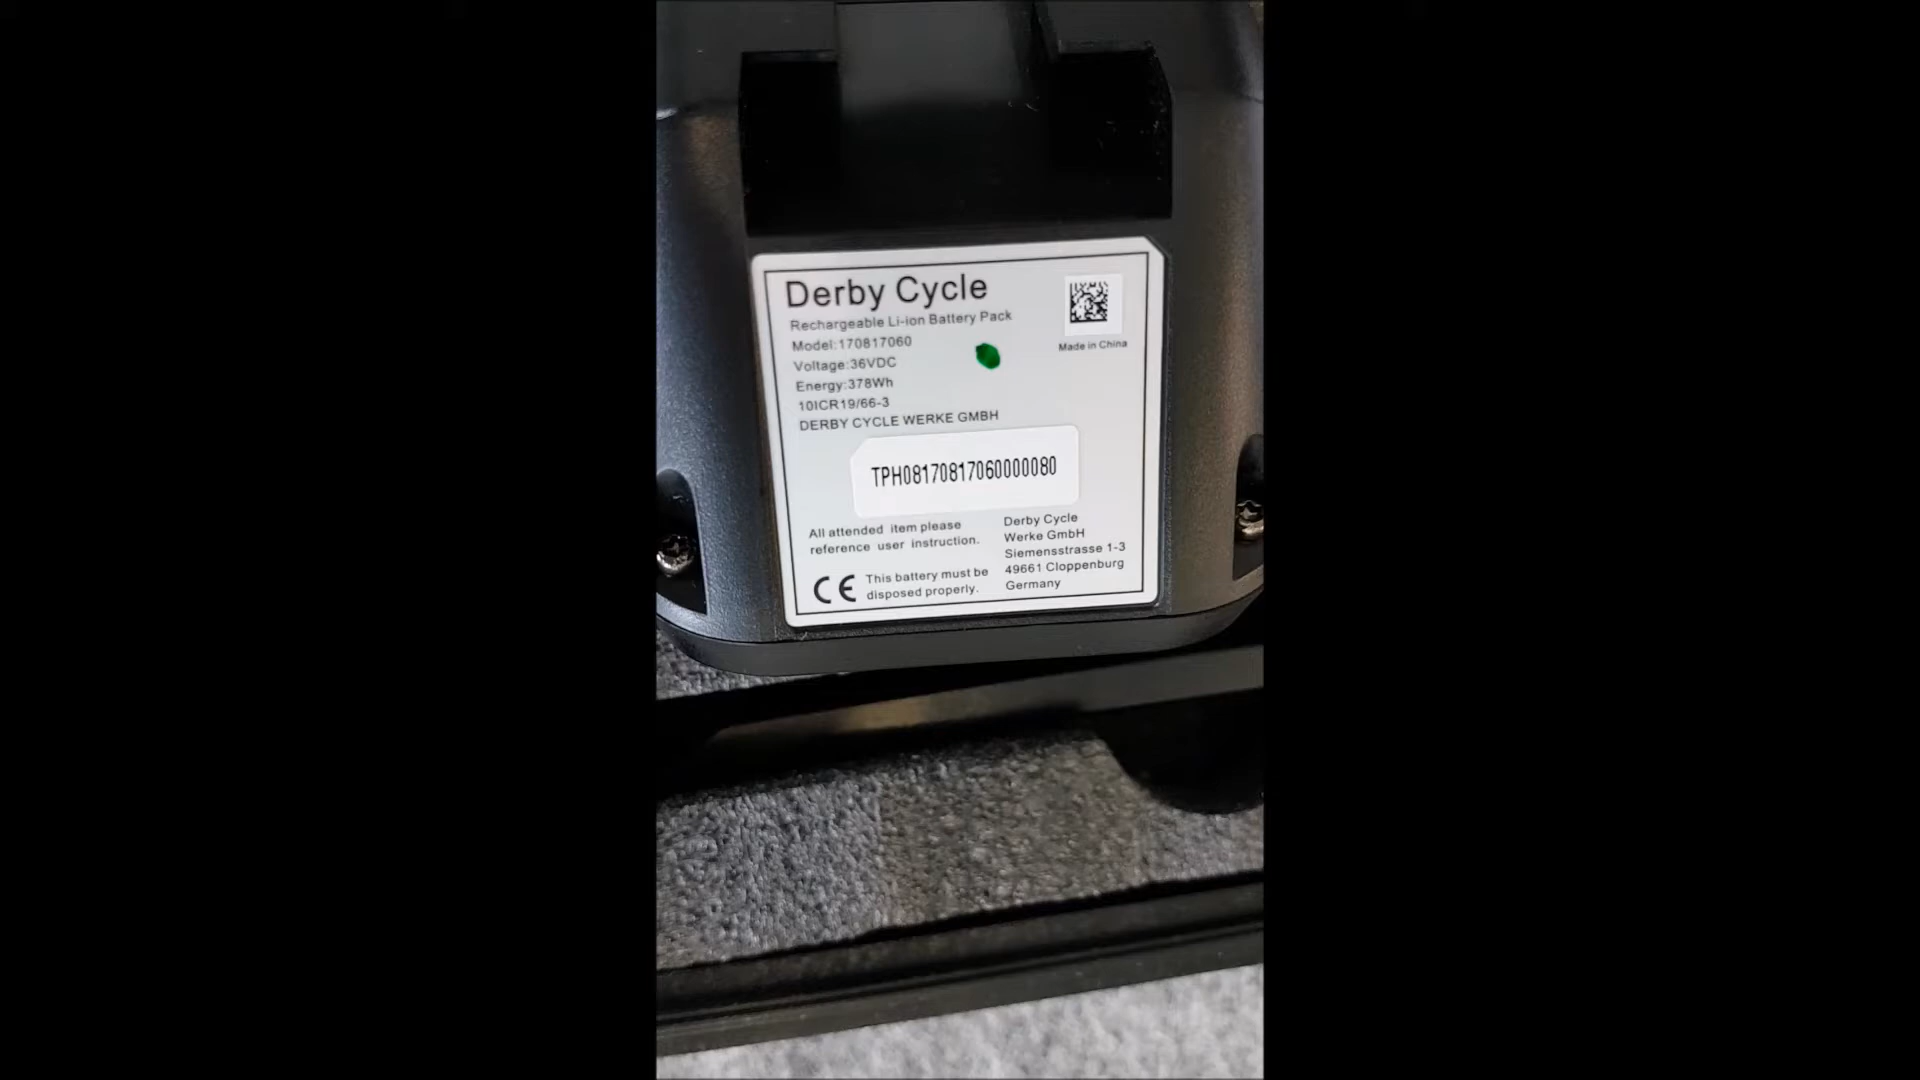 Derby Cycle
Rechargeable Li-ion Battery Pack
Model:170817060
Voltage:36VDC
Energy:378Wh
10ICR19/66-3
DERBY CYCLE WERKE GMBH
Made in China
TPH08170817060000080
All attended item please
reference user instruction.
CE
This battery must be
disposed properly.
Derby Cycle
Werke GmbH
Siemensstrasse 1-3
49661 Cloppenburg
Germany